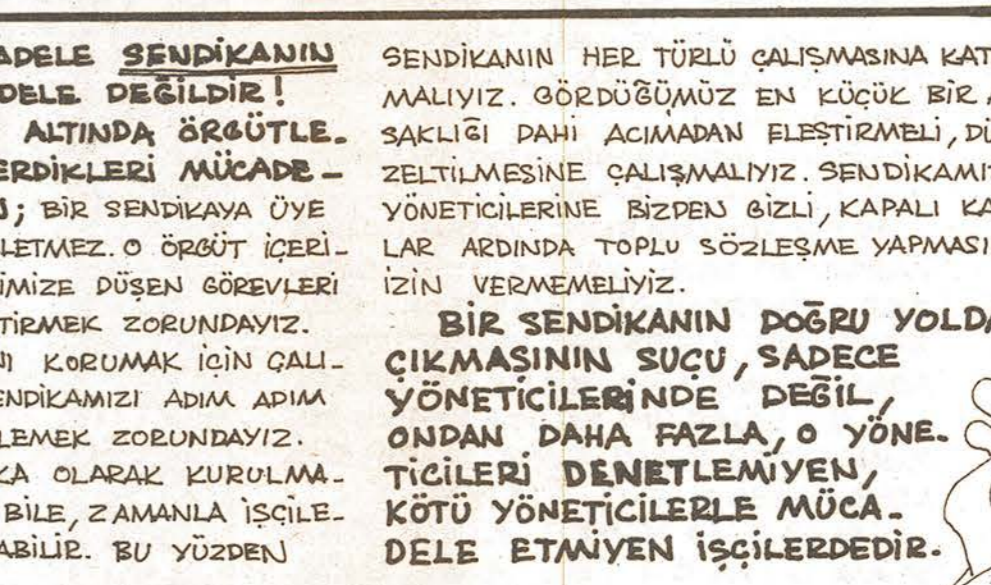 ADELE SENDİKANIN
DELE DEĞİLDİR!
ALTINDA ÖRGÜTLE-
ERDİKLERİ MÜCADE-
BİR SENDİKAYA ÜYE
LETMEZ. O ÖRGÜT İÇERİ-
İMİZE DÜŞEN GÖREVLERİ
TİRMEK ZORUNDAYIZ.
NI KORUMAK İÇİN ÇALI-
ENDİKAMIZI ADIM ADIM
LEMEK ZORUNDAYIZ.
KA OLARAK KURULMA-
BİLE, ZAMANLA İŞÇİLE-
ABİLİR. BU YÜZDEN
SENDİKANIN HER TÜRLÜ ÇALIŞMASINA KAT
MALIYIZ. GÖRDÜĞÜMÜZ EN KÜÇÜK BİR
SAKLIĞI DAHİ ACIMADAN ELEŞTİRMELİ, DÜ
ZELTİLMESİNE ÇALIŞMALIYIZ. SENDİKAMI
YÖNETİCİLERİNE BİZDEN GİZLİ, KAPALI KA
LAR ARDINDA TOPLU SÖZLEŞME YAPMASI
İZİN VERMEMELİYİZ.
BİR SENDİKANIN DOĞRU YOLDA
ÇIKMASININ SUÇU, SADECE
YÖNETİCİLERİNDE DEĞİL,
ONDAN DAHA FAZLA, O YÖNE-
TİCİLERİ DENETLEMİYEN,
KÖTÜ YÖNETİCİLERLE MÜCA-
DELE ETMİYEN İŞÇİLERDEDİR.